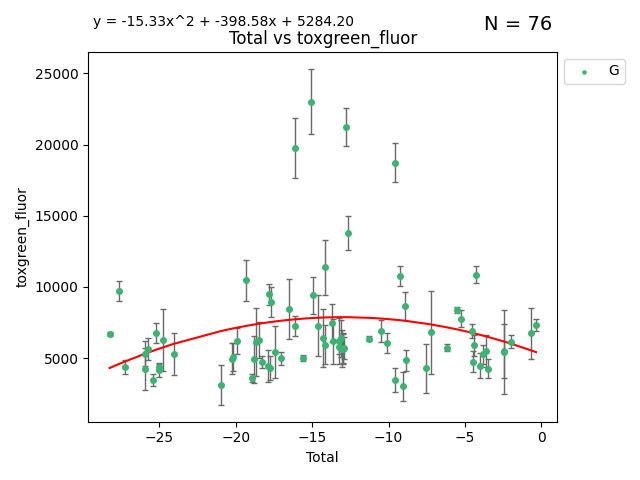 y = -15.33x^2 + -398.58x + 5284.20
N = 76
Total vs toxgreen_fluor
G
toxgreen_fluor
25000
20000
15000
10000
5000
−25
−20
−15
−10
−5
0
Total